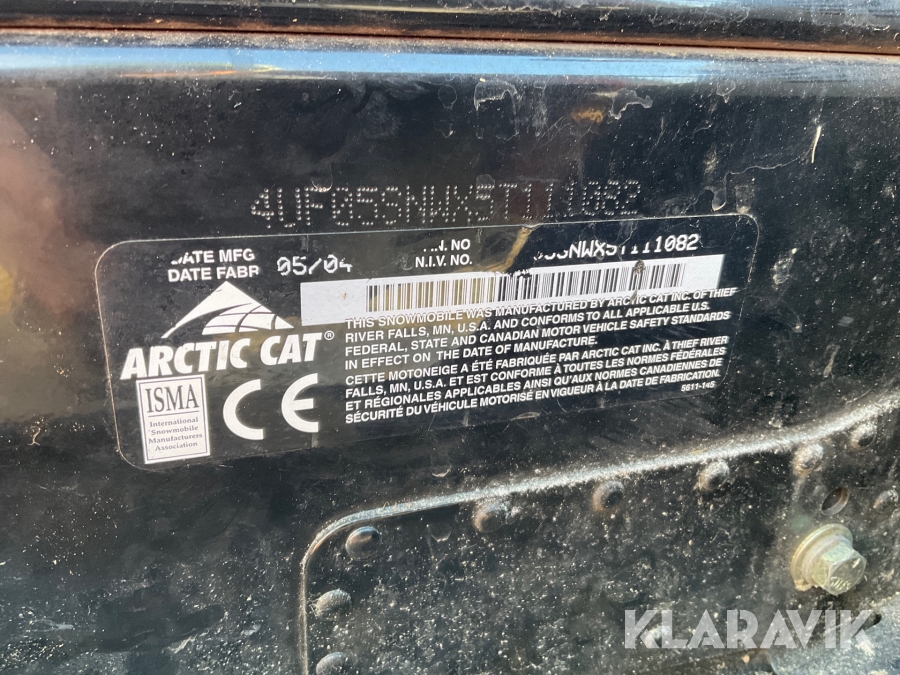 4UF05SNWX5T111082
DATE MFG
DATE FABR 05/04
V.I.N. NO
N.I.V. NO. 05SNWX5T111082
ARCTIC CAT®
THIS SNOWMOBILE WAS MANUFACTURED BY ARCTIC CAT INC. OF THIEF
RIVER FALLS, MN, U.S.A. AND CONFORMS TO ALL APPLICABLE U.S.
FEDERAL, STATE AND CANADIAN MOTOR VEHICLE SAFETY STANDARDS
IN EFFECT ON THE DATE OF MANUFACTURE.
CETTE MOTONEIGE A ÉTÉ FABRIQUÉE PAR ARCTIC CAT INC. À THIEF RIVER
FALLS, MN, U.S.A. ET EST CONFORME À TOUTES LES NORMES FÉDÉRALES
ET RÉGIONALES APPLICABLES AINSI QU'AUX NORMES CANADIENNES DE
SÉCURITÉ DU VÉHICULE MOTORISÉ EN VIGUEUR À LA DATE DE FABRICATION.
5611-145
ISMA
International
Snowmobile
Manufacturers
Association
CE
KLARAVIK